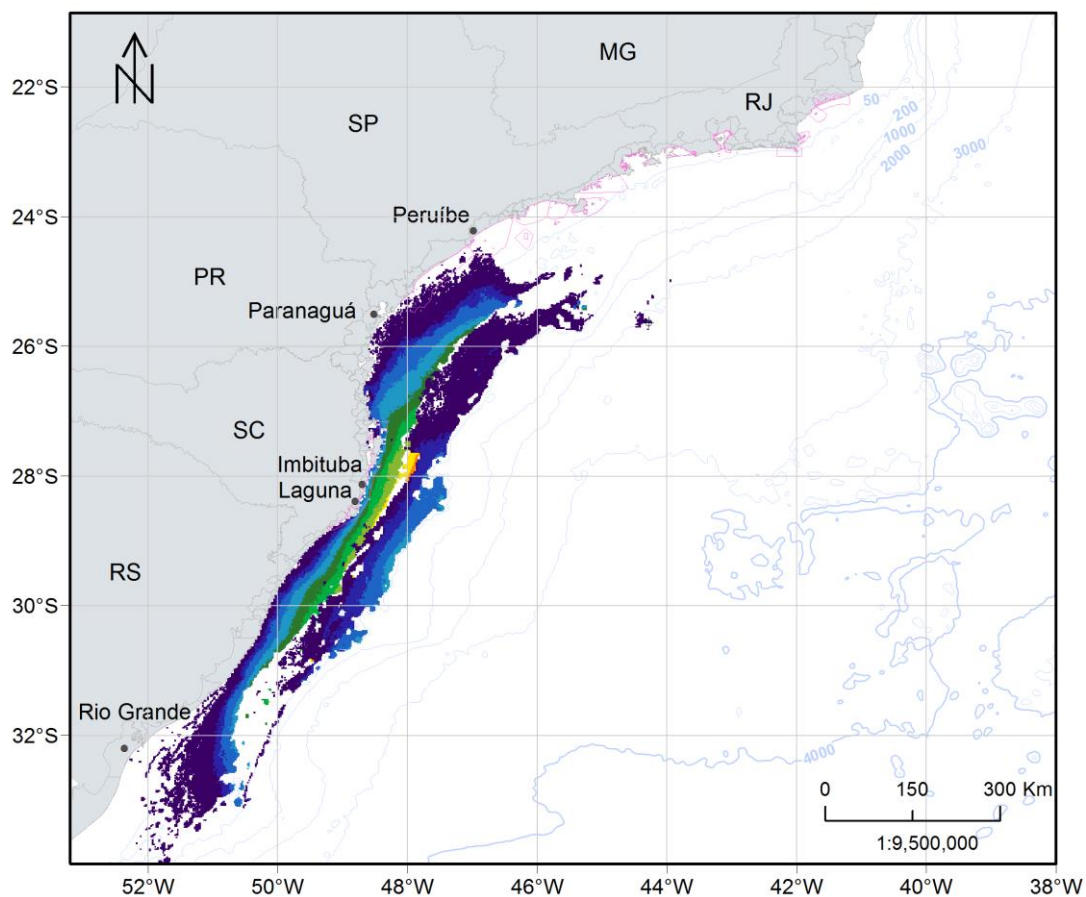 N
MG
22°S
RJ
50
200
1000
2000
3000
SP
24°S
Peruíbe
PR
Paranaguá
26°S
SC
Imbituba
28°S
Laguna
RS
30°S
Rio Grande
32°S
4000
0 150 300 Km
1:9,500,000
52°W 50°W 48°W 46°W 44°W 42°W 40°W 38°W